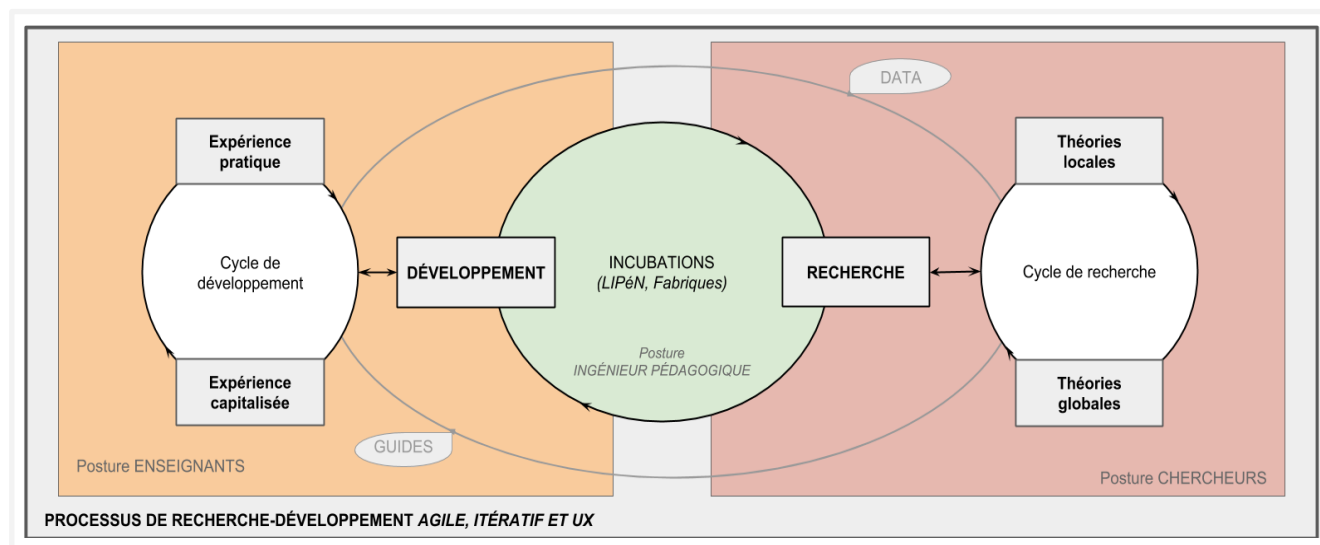 DATA
Expérience
pratique
Théories
locales
Cycle de
développement
DÉVELOPPEMENT
INCUBATIONS
(LIPéN, Fabriques)
RECHERCHE
Cycle de recherche
Posture
INGÉNIEUR PÉDAGOGIQUE
Expérience
capitalisée
Théories
globales
GUIDES
Posture ENSEIGNANTS
Posture CHERCHEURS
PROCESSUS DE RECHERCHE-DÉVELOPPEMENT AGILE, ITÉRATIF ET UX